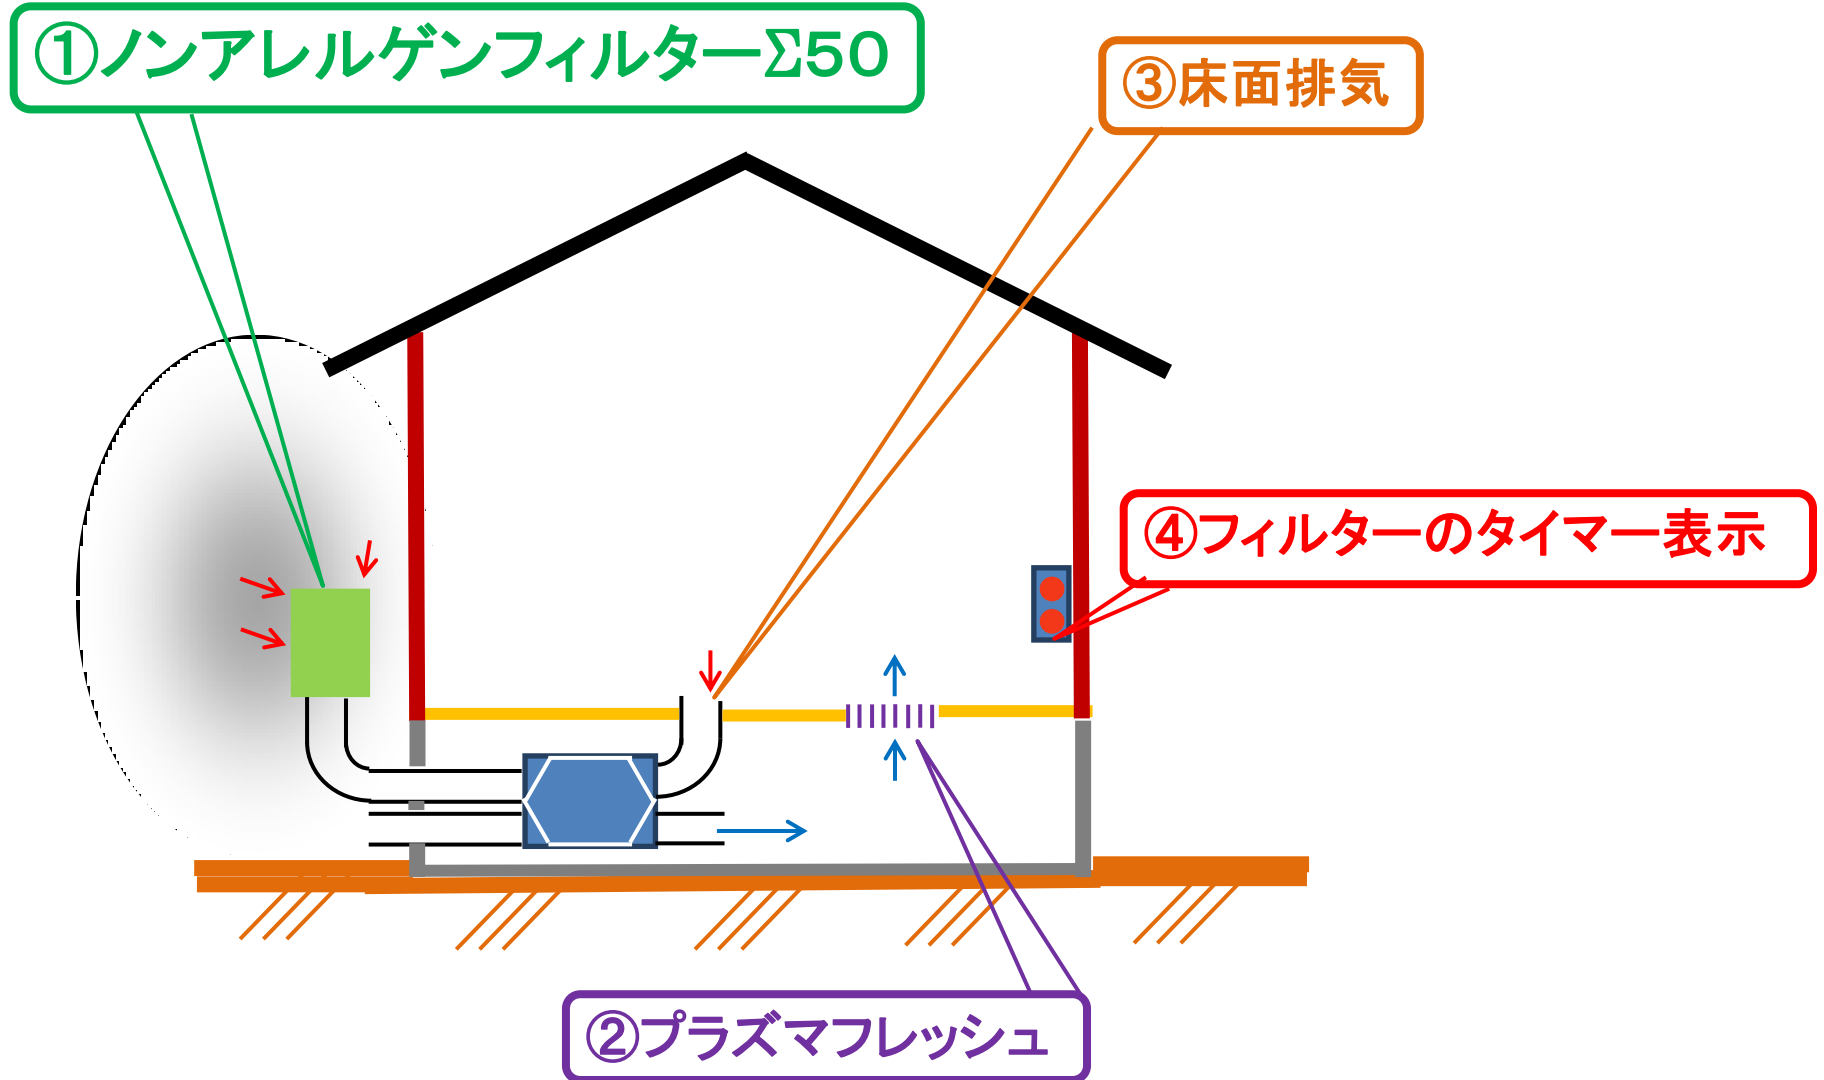 ①ノンアレルゲンフィルターΣ50
③床面排気
④フィルターのタイマー表示
②プラズマフレッシュ